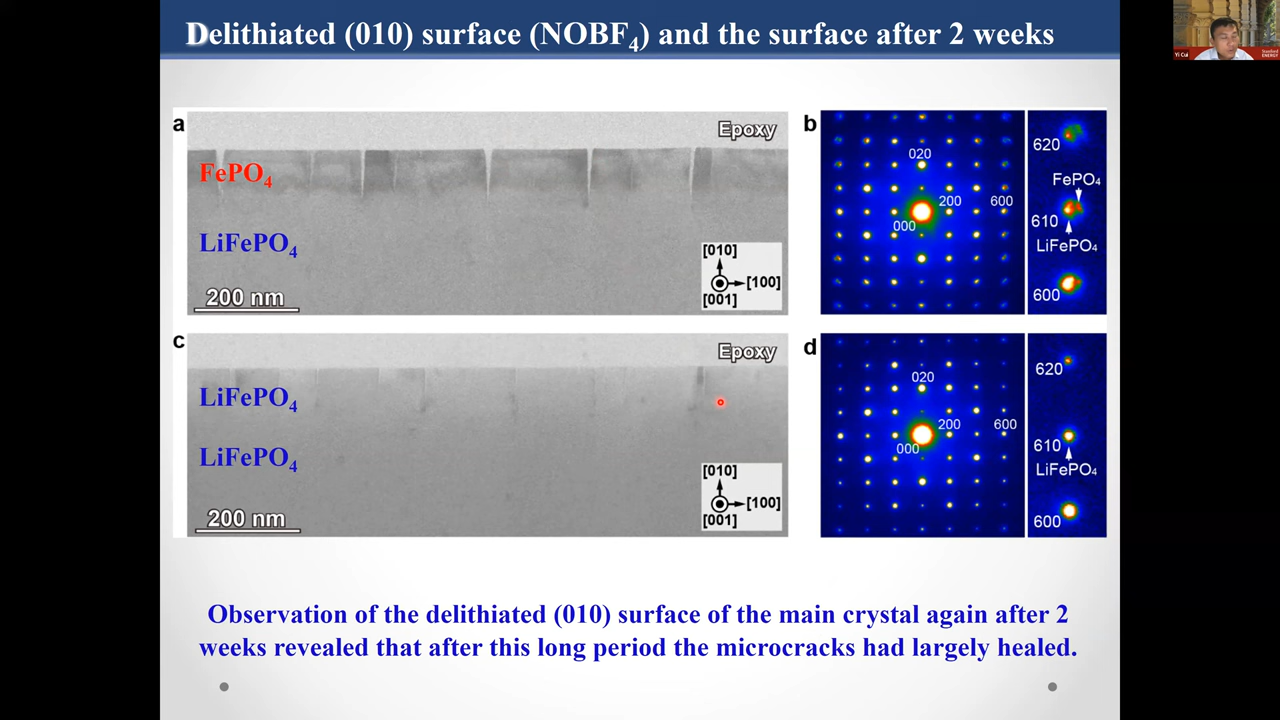 Delithiated (010) surface (NOBF4) and the surface after 2 weeks
Yi Cui
Stanford
ENERGY
a
Epoxy
FePO4
LiFePO4
[010]
[100]
[001]
200 nm
b
020
200
600
000
620
FePO4
610
LiFePO4
600
c
Epoxy
LiFePO4
LiFePO4
[010]
[100]
[001]
200 nm
d
020
200
600
000
620
610
LiFePO4
600
Observation of the delithiated (010) surface of the main crystal again after 2
weeks revealed that after this long period the microcracks had largely healed.